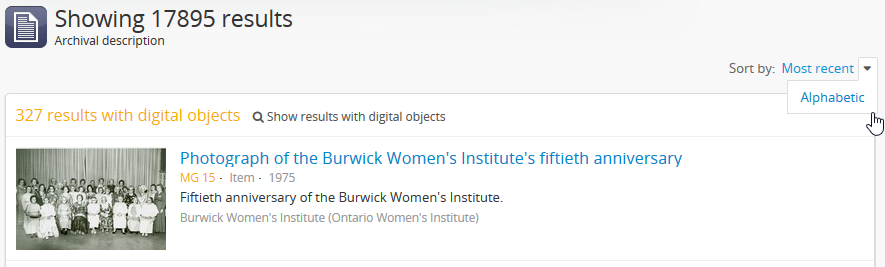 Showing 17895 results
Archival description
Sort by: Most recent
Alphabetic
327 results with digital objects Show results with digital objects
Photograph of the Burwick Women's Institute's fiftieth anniversary
MG 15 · Item · 1975
Fiftieth anniversary of the Burwick Women's Institute.
Burwick Women's Institute (Ontario Women's Institute)